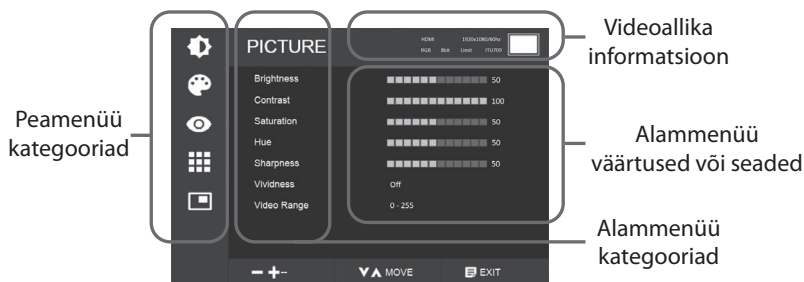 Peamenüü
kategooriad
PICTURE
HDMI 1920x1080/60hz
RGB 8bit Limit ITU709
Brightness 50
Contrast 100
Saturation 50
Hue 50
Sharpness 50
Vividness Off
Video Range 0 - 255
MOVE EXIT
Videoallika
informatsioon
Alammenüü
väärtused või seaded
Alammenüü
kategooriad